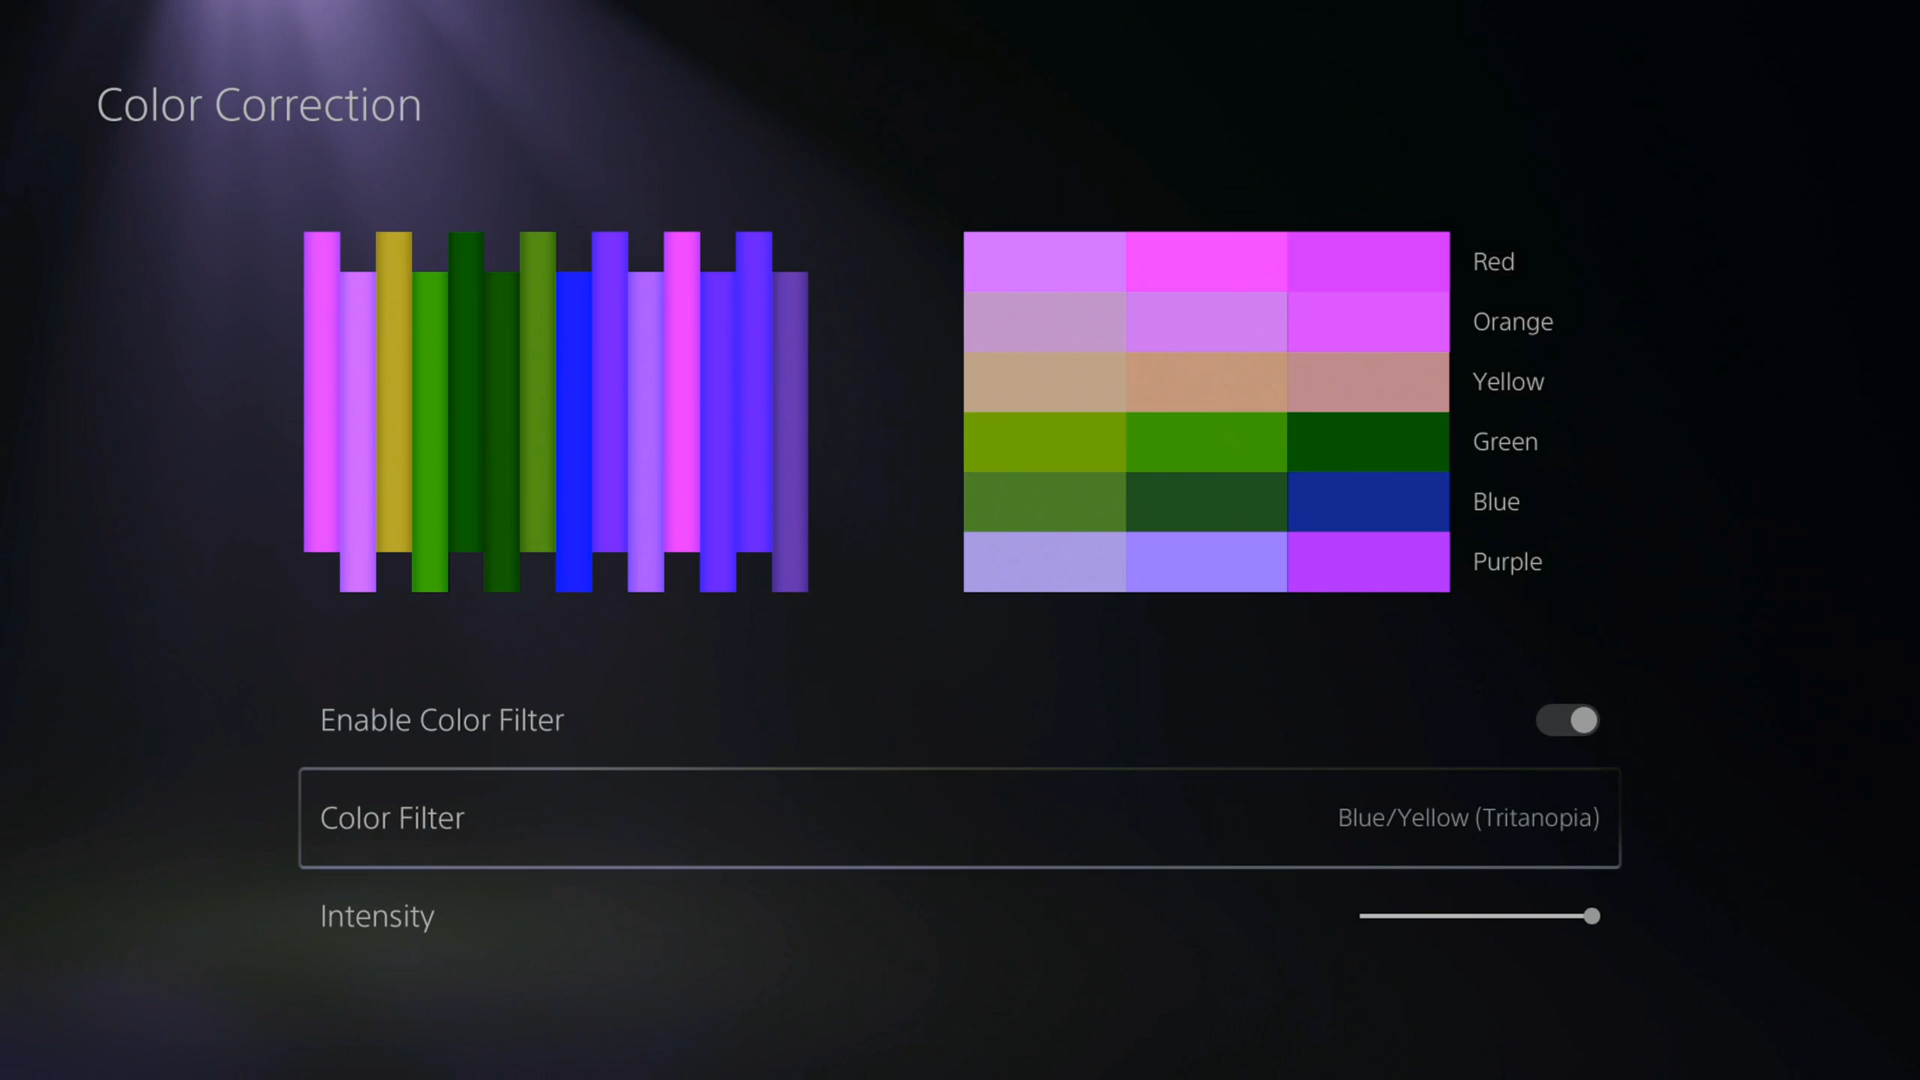 Color Correction
Red
Orange
Yellow
Green
Blue
Purple
Enable Color Filter
Color Filter
Blue/Yellow (Tritanopia)
Intensity